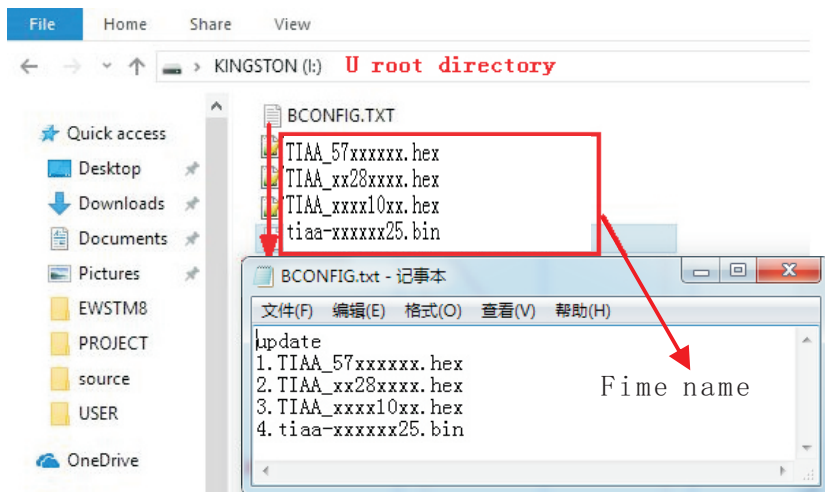 File Home Share View
KINGSTON (I:) U root directory
Quick access
Desktop
Downloads
Documents
Pictures
EWSTM8
PROJECT
source
USER
OneDrive
BCONFIG.TXT
TIAA_57xxxxxx.hex
TIAA_xx28xxxx.hex
TIAA_xxxx10xx.hex
tiaa-xxxxxx25.bin
BCONFIG.txt - 记事本
文件(F) 编辑(E) 格式(O) 查看(V) 帮助(H)
update
1.TIAA_57xxxxxx.hex
2.TIAA_xx28xxxx.hex
3.TIAA_xxxx10xx.hex
4.tiaa-xxxxxx25.bin
Fime name